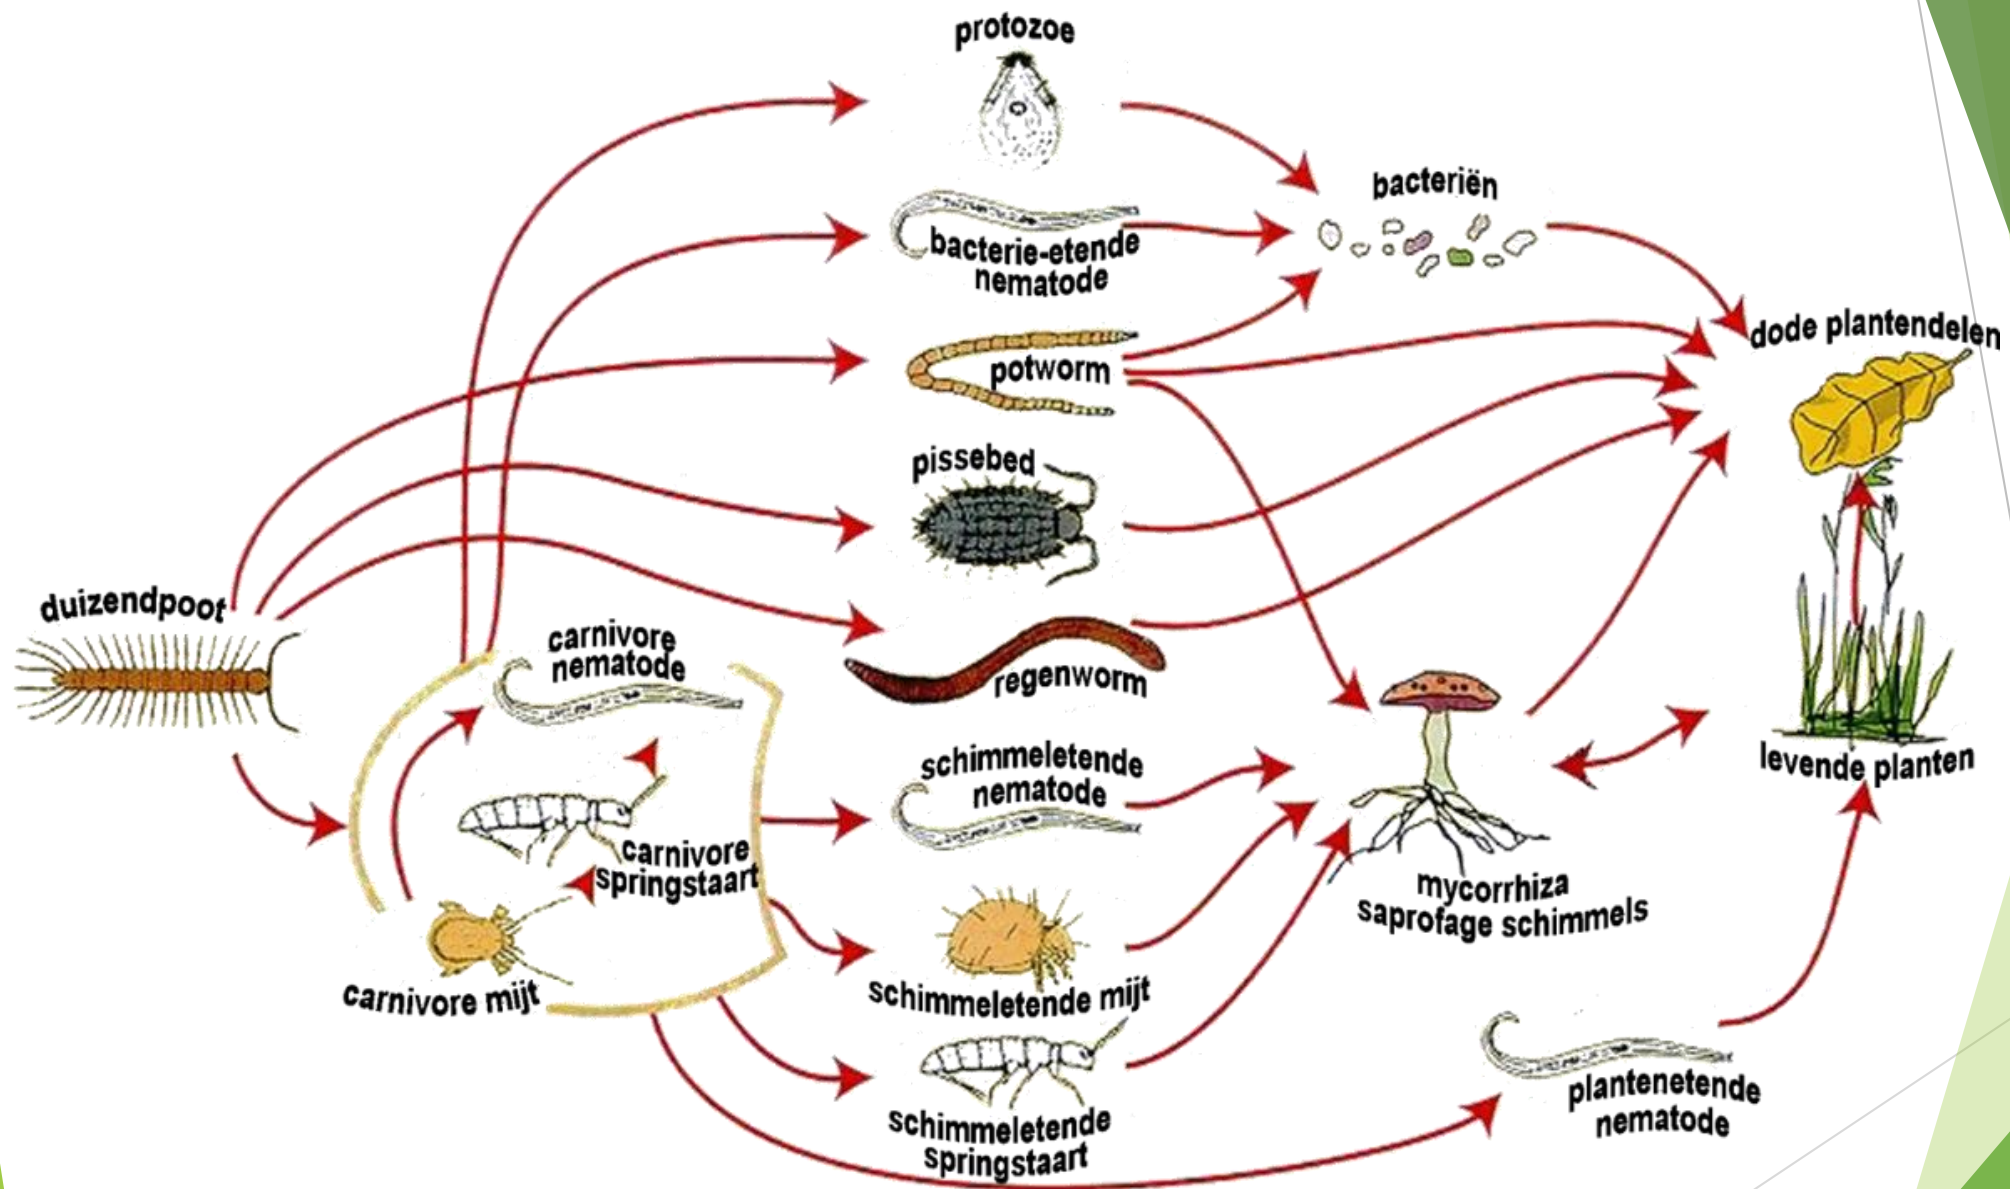 protozoe
bacteriën
bacterie-etende
nematode
dode plantendelen
potworm
pissebed
duizendpoot
carnivore
nematode
regenworm
schimmeletende
nematode
levende planten
carnivore
springstaart
mycorrhiza
saprofage schimmels
carnivore mijt
schimmeletende mijt
plantenetende
nematode
schimmeletende
springstaart